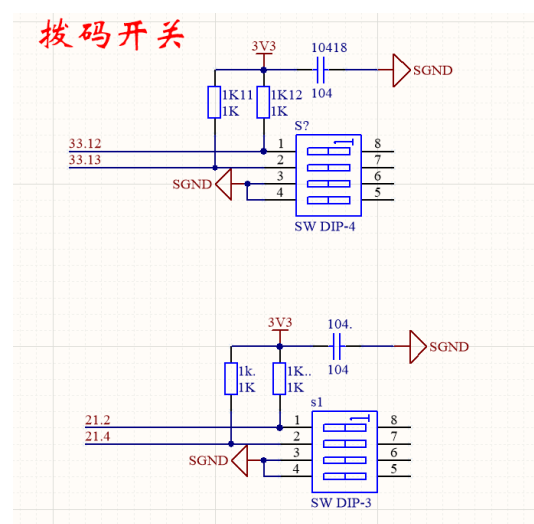 拨码开关
3V3
10418
SGND
104
1K11
1K
1K12
1K
S?
33.12
33.13
SGND
1
2
3
4
8
7
6
5
SW DIP-4
3V3
104.
SGND
104
1k.
1K
1K..
1K
s1
21.2
21.4
SGND
1
2
3
4
8
7
6
5
SW DIP-3